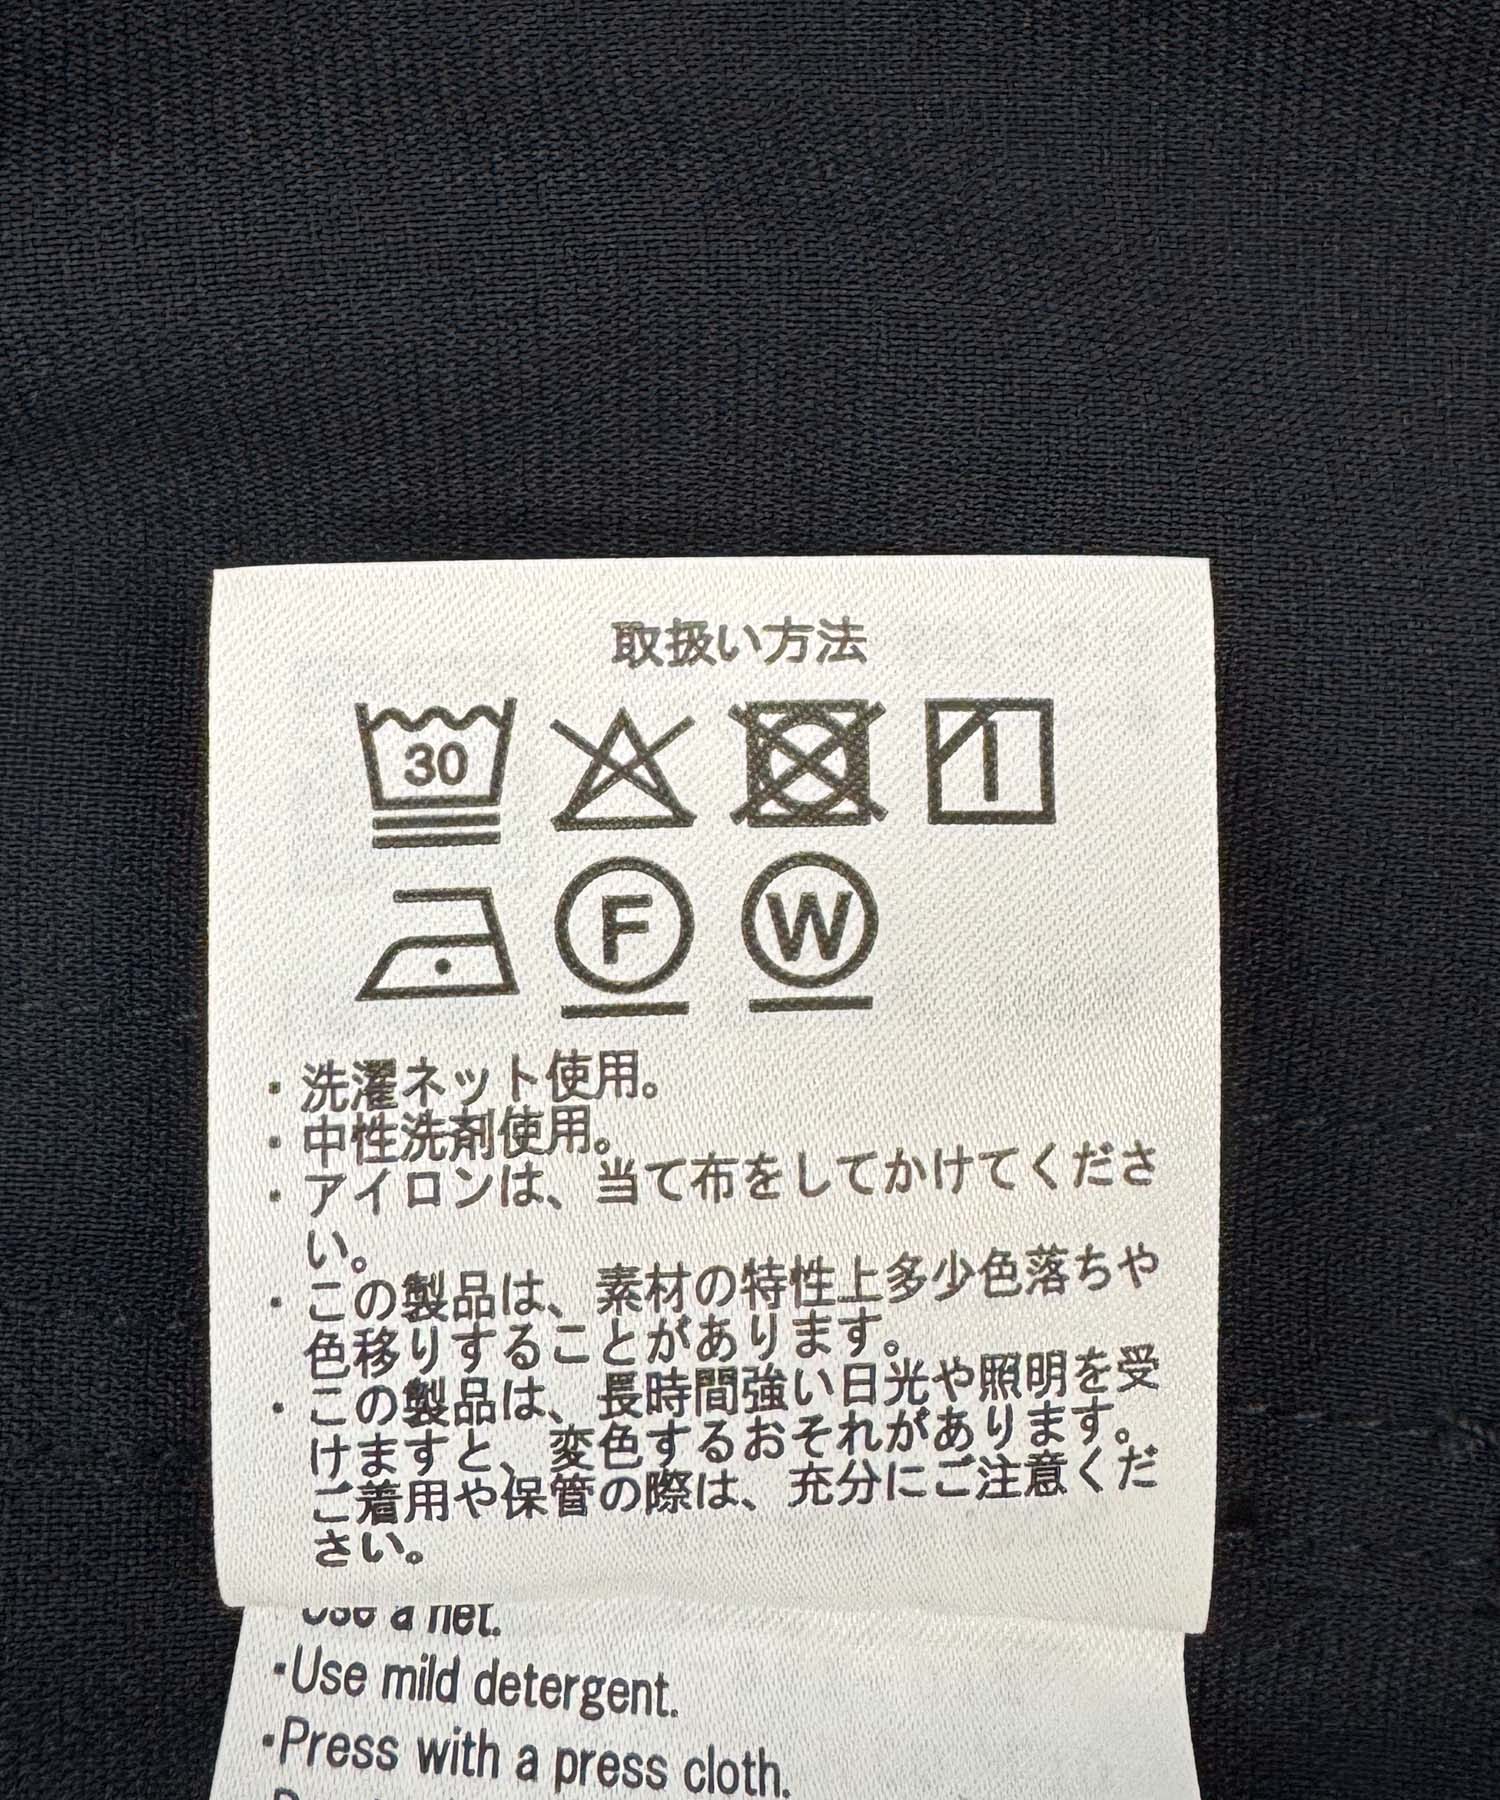 取扱い方法
30
F W
・洗濯ネット使用。
・中性洗剤使用。
・アイロンは、当て布をしてかけてくださ
い。
・この製品は、素材の特性上多少色落ちや
色移りすることがあります。
・この製品は、長時間強い日光や照明を受
けますと、変色するおそれがあります。
ご着用や保管の際は、充分にご注意くだ
さい。
Use a net.
・Use mild detergent.
・Press with a press cloth.